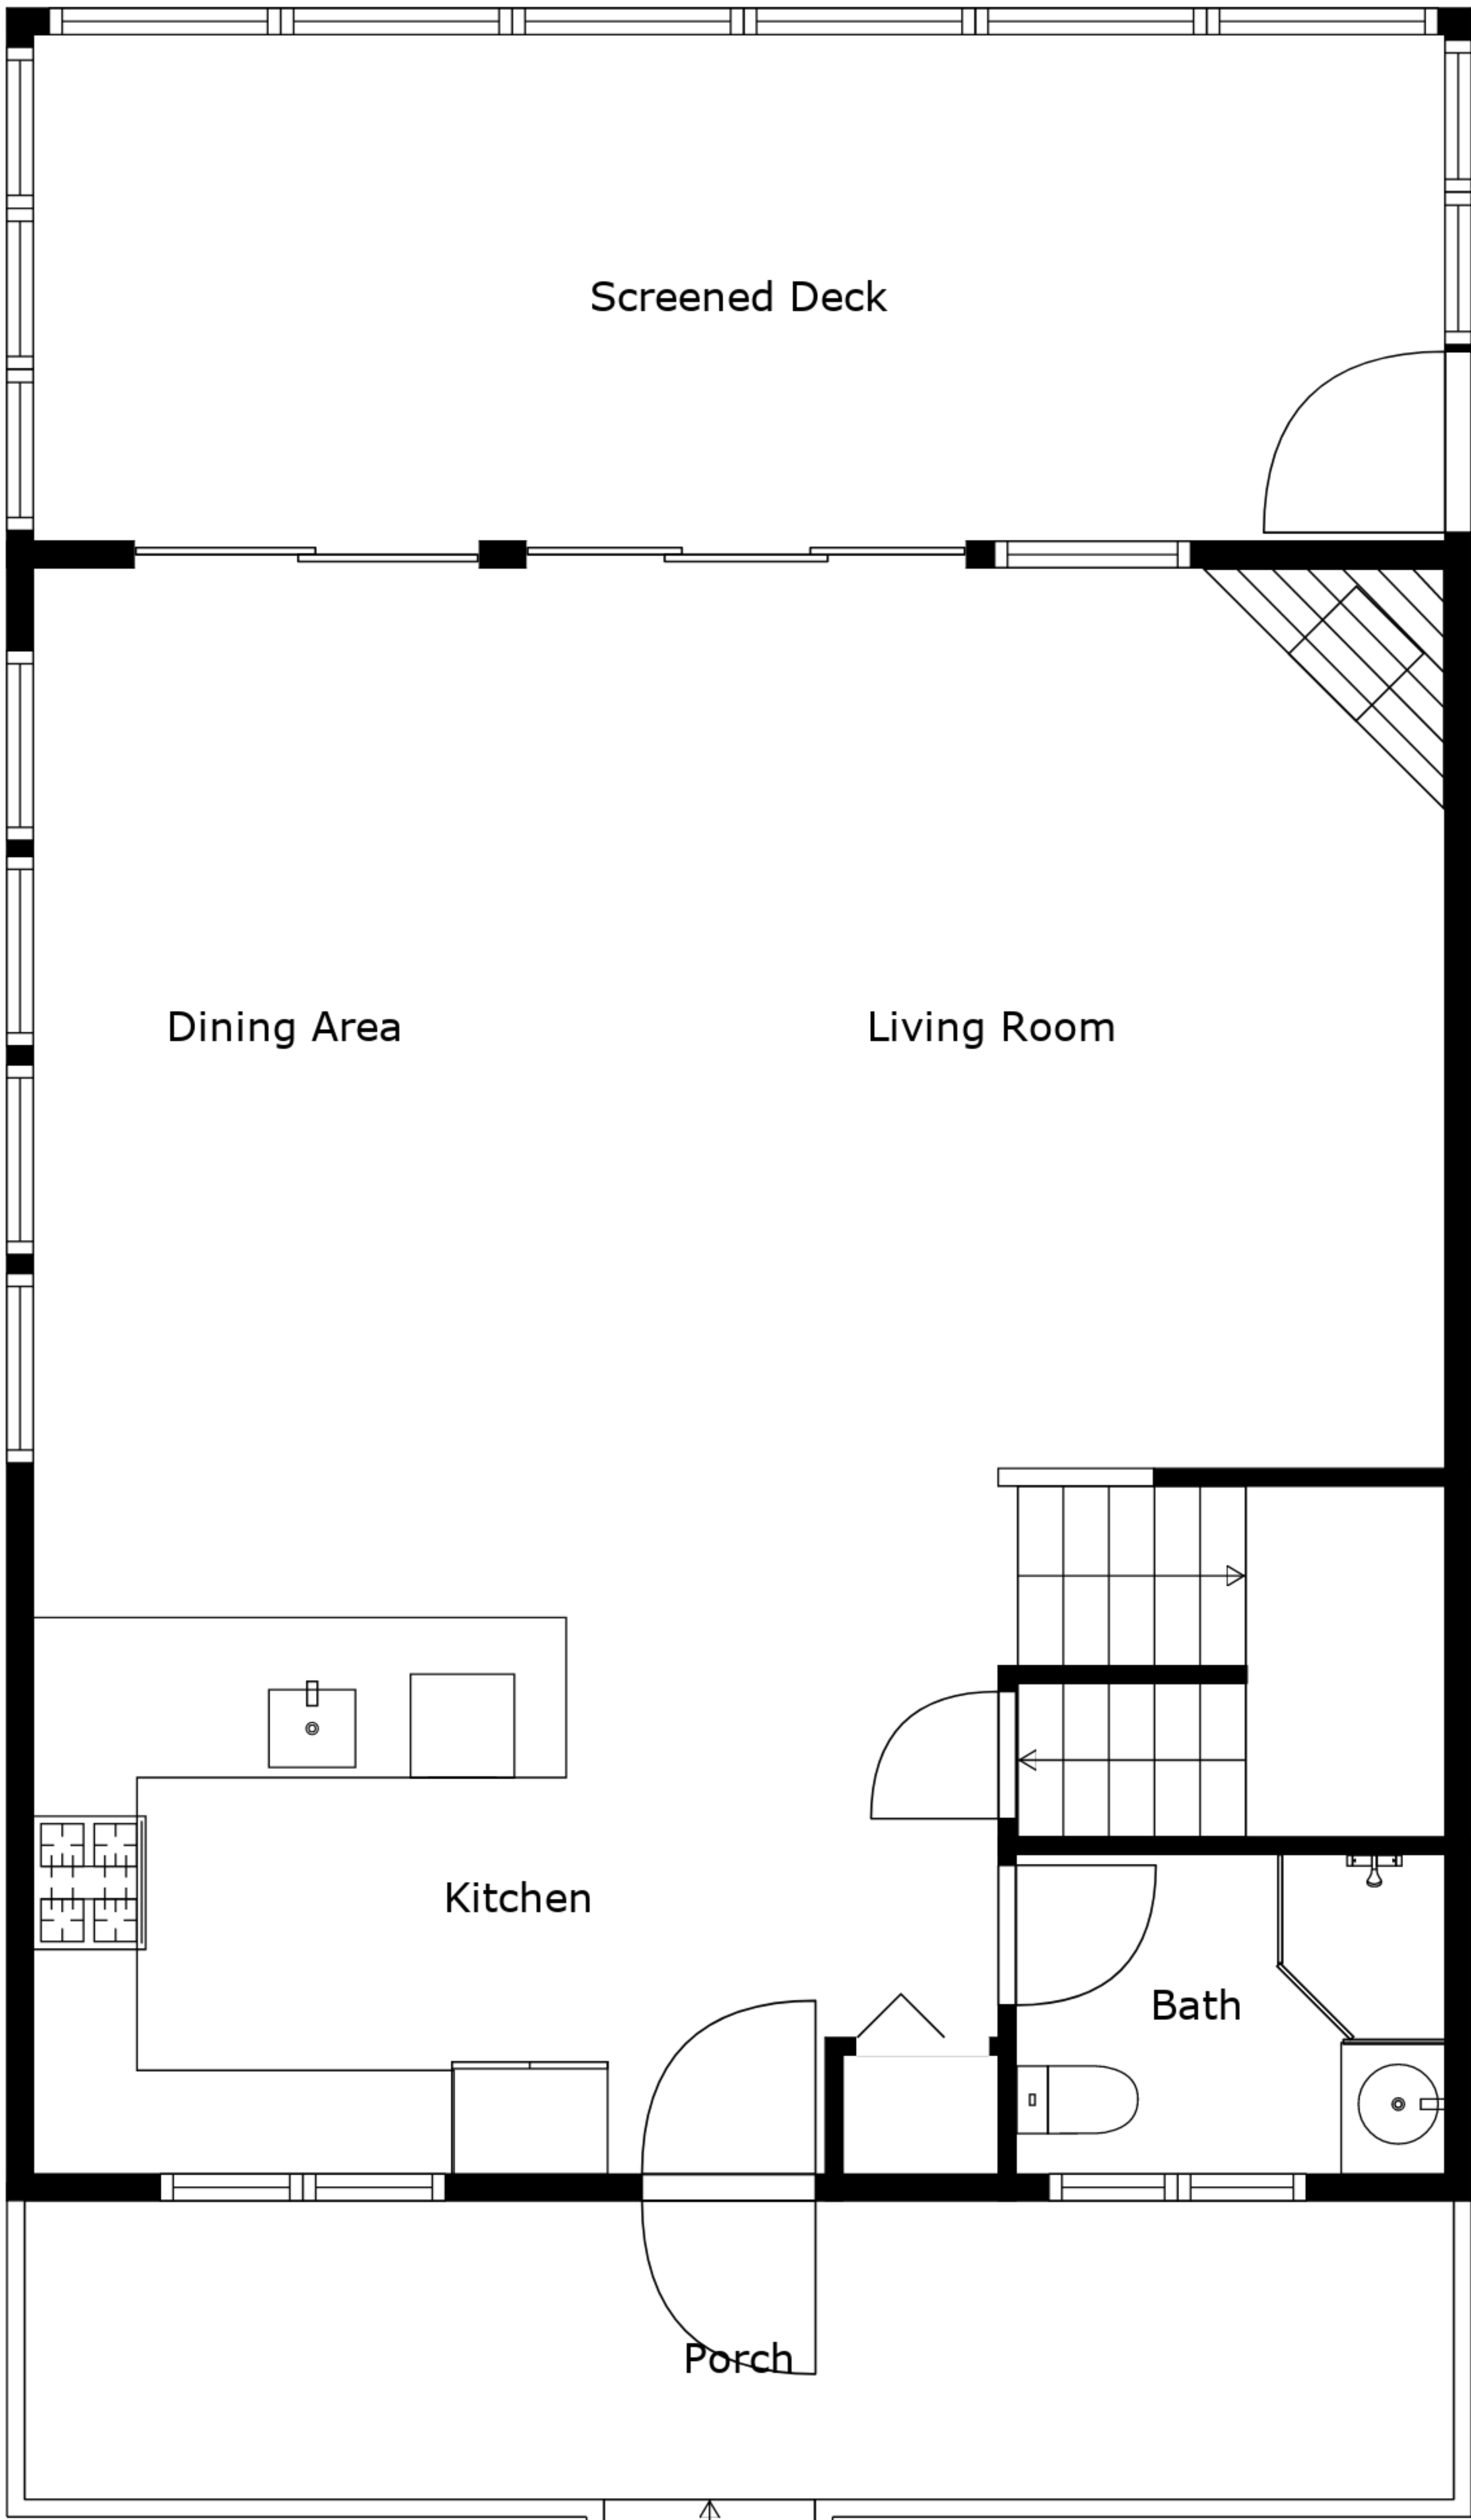 Screened Deck
Dining Area
Living Room
Kitchen
Bath
Porch